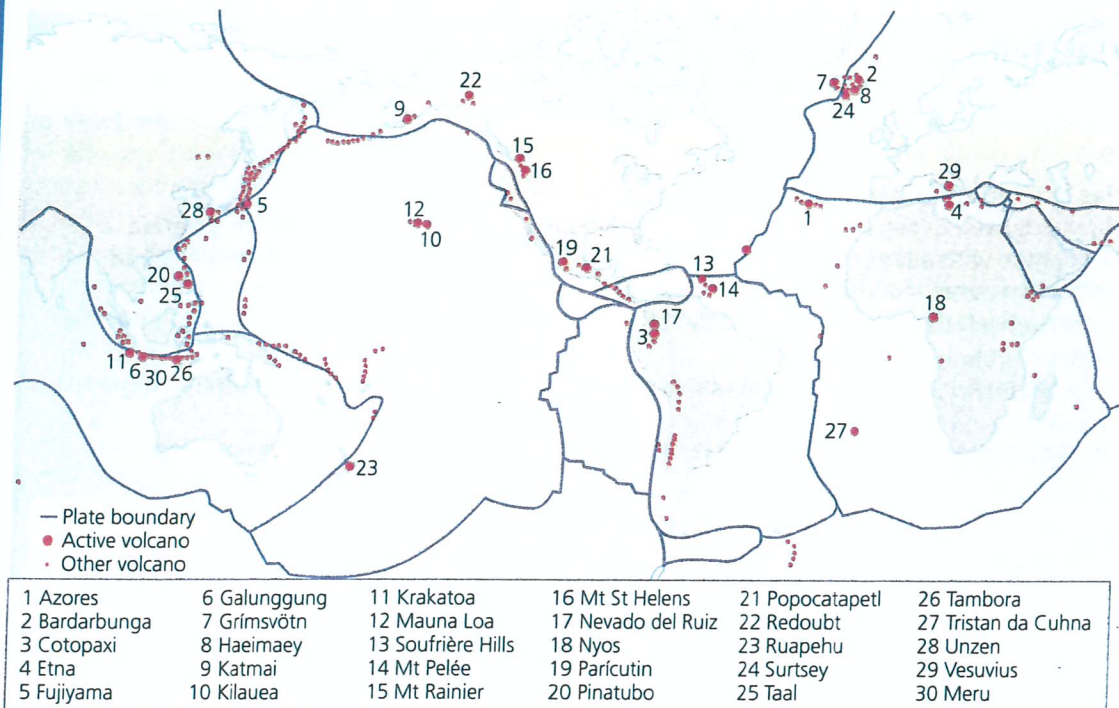 22
9
7
2
8
24
15
16
29
28
5
1
4
12
10
19
21
13
14
20
25
17
3
18
11
6
30
26
27
23
Plate boundary
Active volcano
Other volcano
1 Azores
2 Bardarbunga
3 Cotopaxi
4 Etna
5 Fujiyama
6 Galunggung
7 Grímsvötn
8 Haeimaey
9 Katmai
10 Kilauea
11 Krakatoa
12 Mauna Loa
13 Soufrière Hills
14 Mt Pelée
15 Mt Rainier
16 Mt St Helens
17 Nevado del Ruiz
18 Nyos
19 Parícutin
20 Pinatubo
21 Popocatapetl
22 Redoubt
23 Ruapehu
24 Surtsey
25 Taal
26 Tambora
27 Tristan da Cuhna
28 Unzen
29 Vesuvius
30 Meru